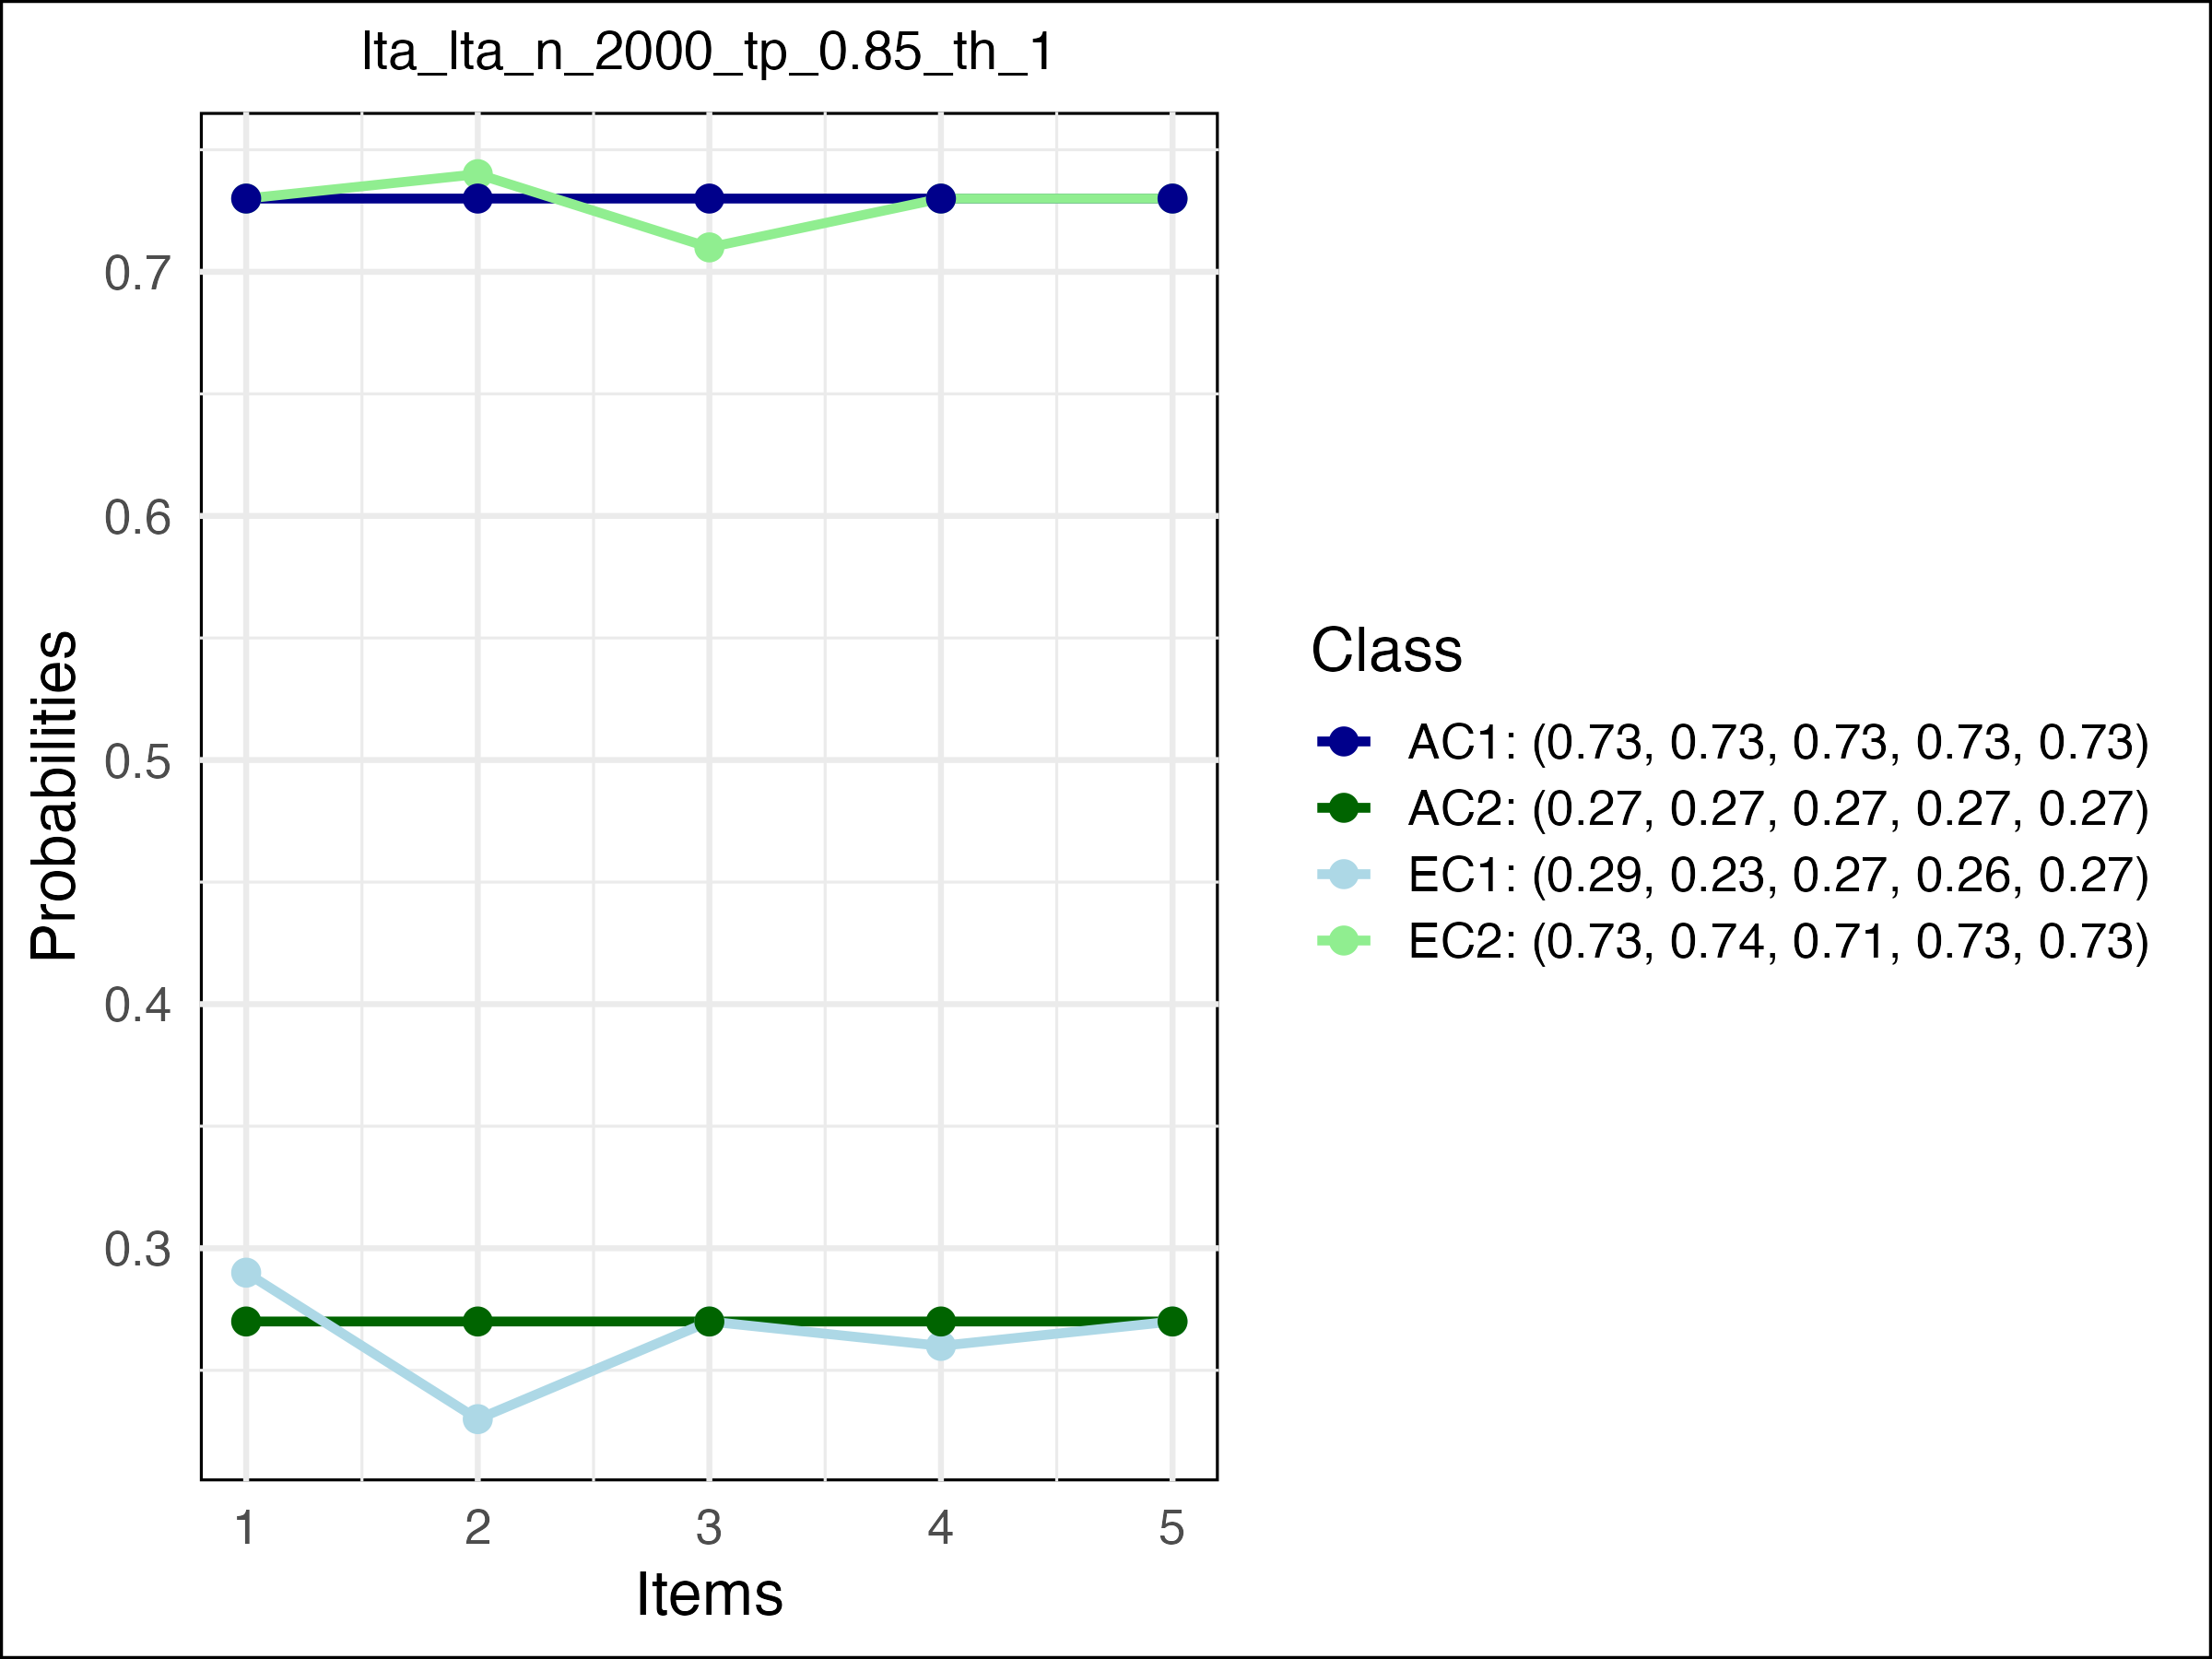 lta_lta_n_2000_tp_0.85_th_1
Probabilities
0.7
0.6
0.5
0.4
0.3
1 2 3 4 5
Items
Class
AC1: (0.73, 0.73, 0.73, 0.73, 0.73)
AC2: (0.27, 0.27, 0.27, 0.27, 0.27)
EC1: (0.29, 0.23, 0.27, 0.26, 0.27)
EC2: (0.73, 0.74, 0.71, 0.73, 0.73)